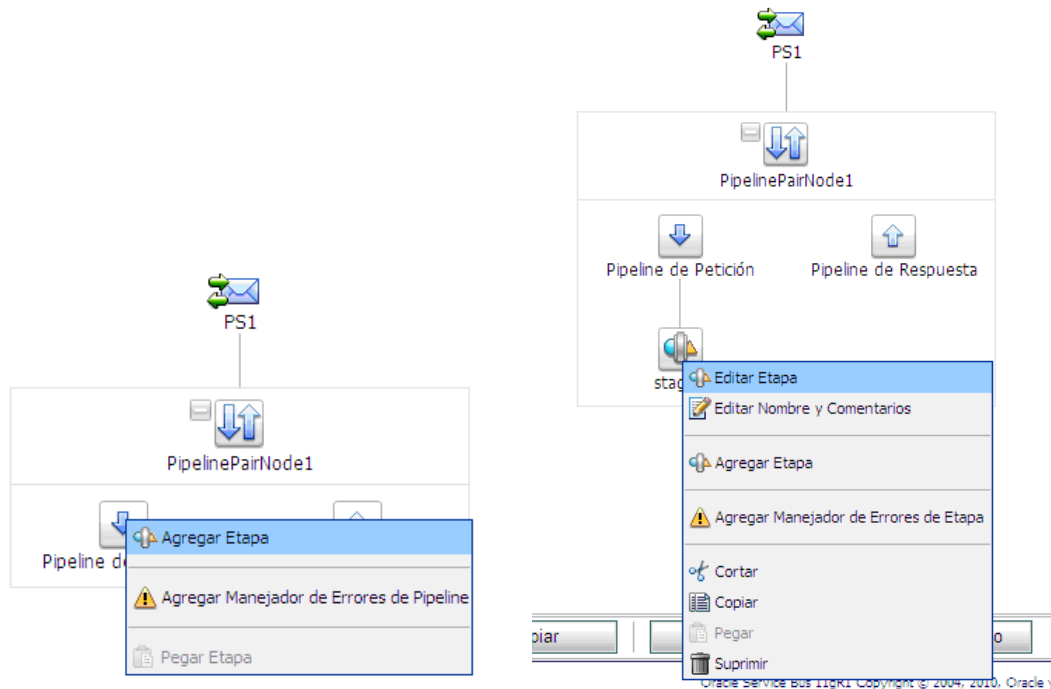 PS1
PipelinePairNode1
Pipeline de
Agregar Etapa
Agregar Manejador de Errores de Pipeline
Pegar Etapa
PS1
PipelinePairNode1
Pipeline de Petición
Pipeline de Respuesta
stag
Editar Etapa
Editar Nombre y Comentarios
Agregar Etapa
Agregar Manejador de Errores de Etapa
Cortar
Copiar
Pegar
Suprimir
piar
o
Oracle Service Bus 11gR1 Copyright © 2004, 2010, Oracle y